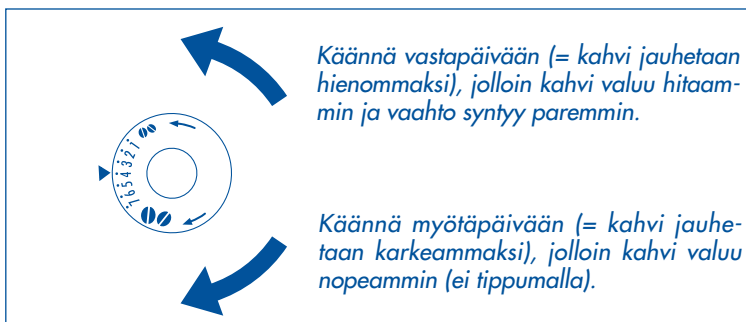 Käännä vastapäivään (= kahvi jauhetaan
hienommaksi), jolloin kahvi valuu hitaam-
min ja vaahto syntyy paremmin.
7654321
Käännä myötäpäivään (= kahvi jauhe-
taan karkeammaksi), jolloin kahvi valuu
nopeammin (ei tippumalla).